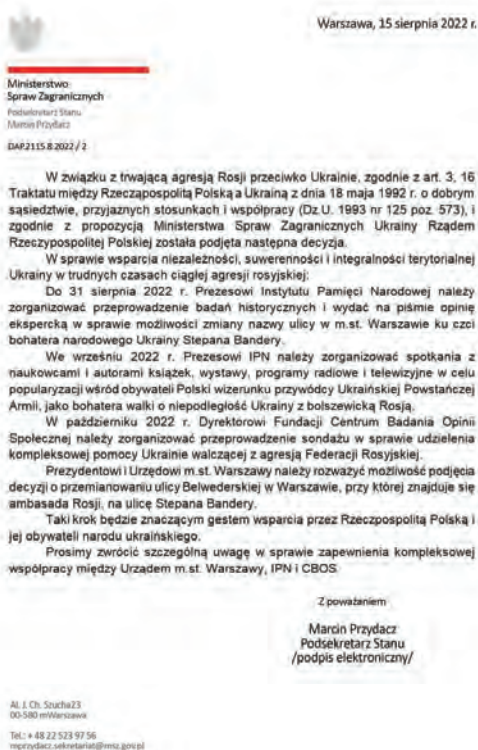 Warszawa, 15 sierpnia 2022 r.
Ministerstwo
Spraw Zagranicznych
Podsekretarz Stanu
Marcin Przydacz
DAP.2115.8.2022 / 2
W związku z trwającą agresją Rosji przeciwko Ukrainie, zgodnie z art. 3, 16
Traktatu między Rzecząpospolitą Polską a Ukrainą z dnia 18 maja 1992 r. o dobrym
sąsiedztwie, przyjaznych stosunkach i współpracy (Dz.U. 1993 nr 125 poz. 573), i
zgodnie z propozycją Ministerstwa Spraw Zagranicznych Ukrainy Rządem
Rzeczypospolitej Polskiej została podjęta następna decyzja.
W sprawie wsparcia niezależności, suwerenności i integralności terytorialnej
Ukrainy w trudnych czasach ciągłej agresji rosyjskiej:
Do 31 sierpnia 2022 r. Prezesowi Instytutu Pamięci Narodowej należy
zorganizować przeprowadzenie badań historycznych i wydać na piśmie opinię
ekspercką w sprawie możliwości zmiany nazwy ulicy w m.st. Warszawie ku czci
bohatera narodowego Ukrainy Stepana Bandery.
We wrześniu 2022 r. Prezesowi IPN należy zorganizować spotkania z
naukowcami i autorami książek, wystawy, programy radiowe i telewizyjne w celu
popularyzacji wśród obywateli Polski wizerunku przywódcy Ukraińskiej Powstańczej
Armii, jako bohatera walki o niepodległość Ukrainy z bolszewicką Rosją.
W październiku 2022 r. Dyrektorowi Fundacji Centrum Badania Opinii
Społecznej należy zorganizować przeprowadzenie sondażu w sprawie udzielenia
kompleksowej pomocy Ukrainie walczącej z agresją Federacji Rosyjskiej.
Prezydentowi i Urzędowi m.st. Warszawy należy rozważyć możliwość podjęcia
decyzji o przemianowaniu ulicy Belwederskiej w Warszawie, przy której znajduje się
ambasada Rosji, na ulicę Stepana Bandery.
Taki krok będzie znaczącym gestem wsparcia przez Rzeczpospolitą Polską i
jej obywateli narodu ukraińskiego.
Prosimy zwrócić szczególną uwagę w sprawie zapewnienia kompleksowej
współpracy między Urządem m.st. Warszawy, IPN i CBOS
Z poważaniem
Marcin Przydacz
Podsekretarz Stanu
/podpis elektroniczny/
Al. J. Ch. Szucha23
00-580 mWarszawa
Tel.: + 48 22 523 97 56
mprzydacz.sekretariat@msz.gov.pl